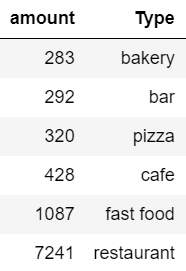 amount Type
283 bakery
292 bar
320 pizza
428 cafe
1087 fast food
7241 restaurant